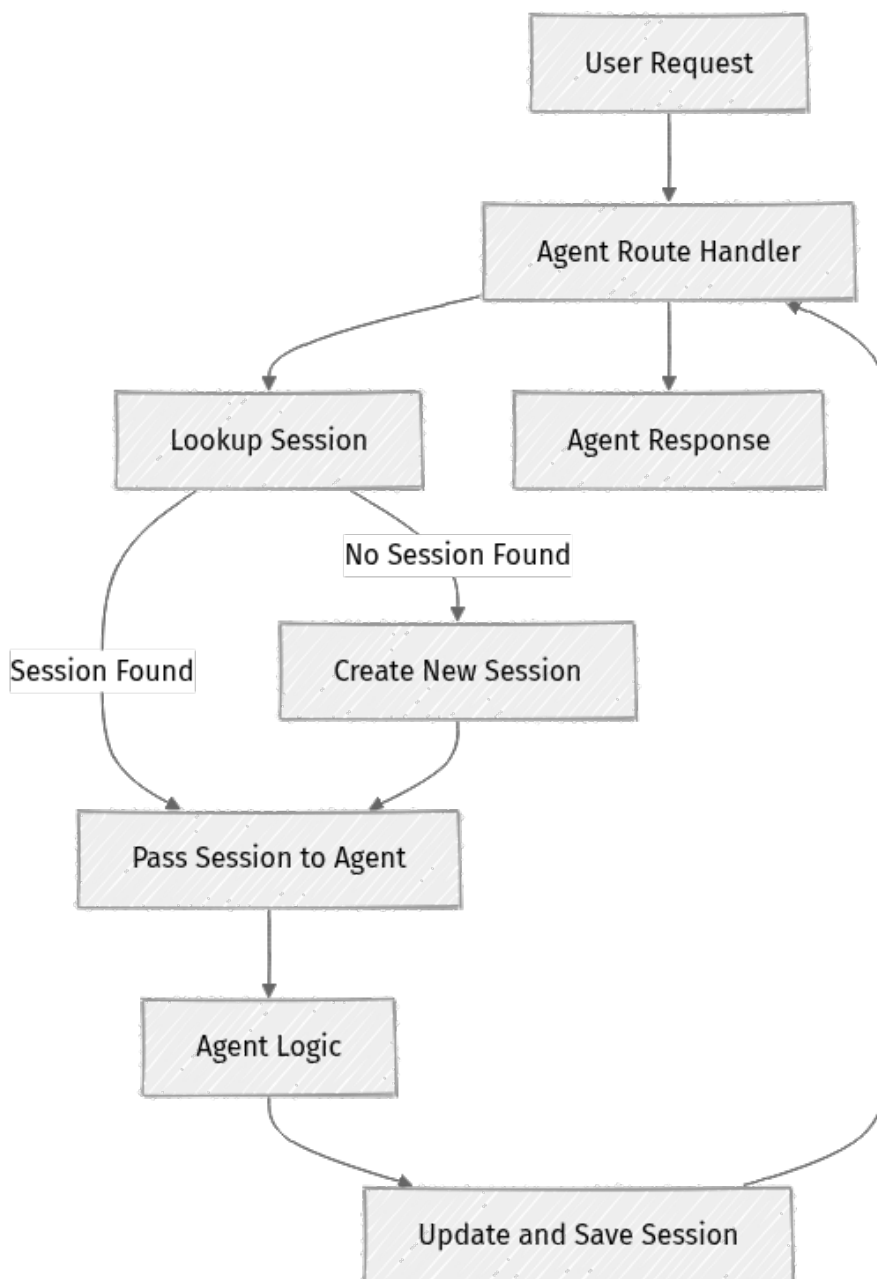 User Request
Agent Route Handler
Lookup Session
Agent Response
No Session Found
Session Found
Create New Session
Pass Session to Agent
Agent Logic
Update and Save Session